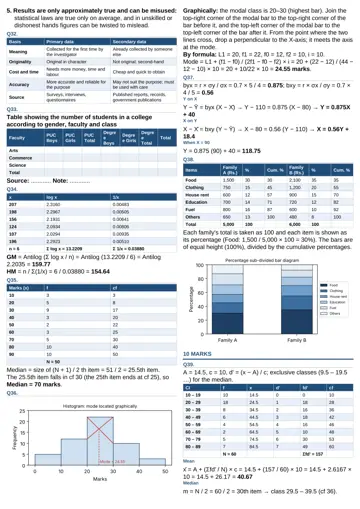 5. Results are only approximately true and can be misused:
statistical laws are true only on average, and in unskilled or
dishonest hands figures can be twisted to mislead.
Q32.
Basis Primary data Secondary data
Meaning Collected for the first time by the investigator Already collected by someone else
Originality Original in character Not original; second-hand
Cost and time Needs more money, time and labour Cheap and quick to obtain
Accuracy More accurate and reliable for the purpose May not suit the purpose; must be used with care
Source Surveys, interviews, questionnaires Published reports, records, government publications
Q33.
Table showing the number of students in a college
according to gender, faculty and class
Faculty PUC Boys PUC Girls PUC Total Degree Boys Degree Girls Degree Total Total
Arts
Commerce
Science
Total
Source: ........... Note: ............
Q34.
x log x 1/x
207 2.3160 0.00483
198 2.2967 0.00505
156 2.1931 0.00641
124 2.0934 0.00806
107 2.0294 0.00935
196 2.2923 0.00510
n = 6 Σ log x = 13.2209 Σ 1/x = 0.03880
GM = Antilog (Σ log x / n) = Antilog (13.2209 / 6) = Antilog
2.2035 = 159.77
HM = n / Σ(1/x) = 6 / 0.03880 = 154.64
Q35.
Marks (x) f cf
10 3 3
20 5 8
30 9 17
40 3 20
50 2 22
60 3 25
70 5 30
80 10 40
90 10 50
N = 50
Median = size of (N + 1) / 2 th item = 51 / 2 = 25.5th item.
The 25.5th item falls in cf 30 (the 25th item ends at cf 25), so
Median = 70 marks.
Q36.
Histogram: mode located graphically
Frequency
25
20
15
10
5
0
0 10 20 30 40 50
Mode = 24.55
Marks
Graphically: the modal class is 20–30 (highest bar). Join the
top-right corner of the modal bar to the top-right corner of the
bar before it, and the top-left corner of the modal bar to the
top-left corner of the bar after it. From the point where the two
lines cross, drop a perpendicular to the X-axis; it meets the axis
at the mode.
By formula: L1 = 20, f1 = 22, f0 = 12, f2 = 10, i = 10.
Mode = L1 + (f1 − f0) / (2f1 − f0 − f2) × i = 20 + (22 − 12) / (44 −
12 − 10) × 10 = 20 + 10/22 × 10 = 24.55 marks.
Q37.
byx = r × σy / σx = 0.7 × 5 / 4 = 0.875; bxy = r × σx / σy = 0.7 ×
4 / 5 = 0.56
Y on X
Y − Ȳ = byx (X − X̄) → Y − 110 = 0.875 (X − 80) → Y = 0.875X
+ 40
X on Y
X − X̄ = bxy (Y − Ȳ) → X − 80 = 0.56 (Y − 110) → X = 0.56Y +
18.4
When X = 90
Y = 0.875 (90) + 40 = 118.75
Q38.
Items Family A (Rs.) % Cum. % Family B (Rs.) % Cum. %
Food 1,500 30 30 2,100 35 35
Clothing 750 15 45 1,200 20 55
House rent 600 12 57 900 15 70
Education 700 14 71 720 12 82
Fuel 800 16 87 600 10 92
Others 650 13 100 480 8 100
Total 5,000 100 6,000 100
Each family's total is taken as 100 and each item is shown as
its percentage (Food: 1,500 / 5,000 × 100 = 30%). The bars are
of equal height (100%), divided by the cumulative percentages.
Percentage sub-divided bar diagram
Percentage
100
80
60
40
20
0
Family A Family B
Food
Clothing
House rent
Education
Fuel
Others
10 MARKS
Q39.
A = 14.5, c = 10, d' = (x − A) / c; exclusive classes (9.5 – 19.5
...) for the median.
CI f x d' fd' cf
10 – 19 10 14.5 0 0 10
20 – 29 18 24.5 1 18 28
30 – 39 8 34.5 2 16 36
40 – 49 6 44.5 3 18 42
50 – 59 4 54.5 4 16 46
60 – 69 2 64.5 5 10 48
70 – 79 5 74.5 6 30 53
80 – 89 7 84.5 7 49 60
N = 60 Σfd' = 157
Mean
x̄ = A + (Σfd' / N) × c = 14.5 + (157 / 60) × 10 = 14.5 + 2.6167 ×
10 = 14.5 + 26.17 = 40.67
Median
m = N / 2 = 60 / 2 = 30th item → class 29.5 – 39.5 (cf 36).